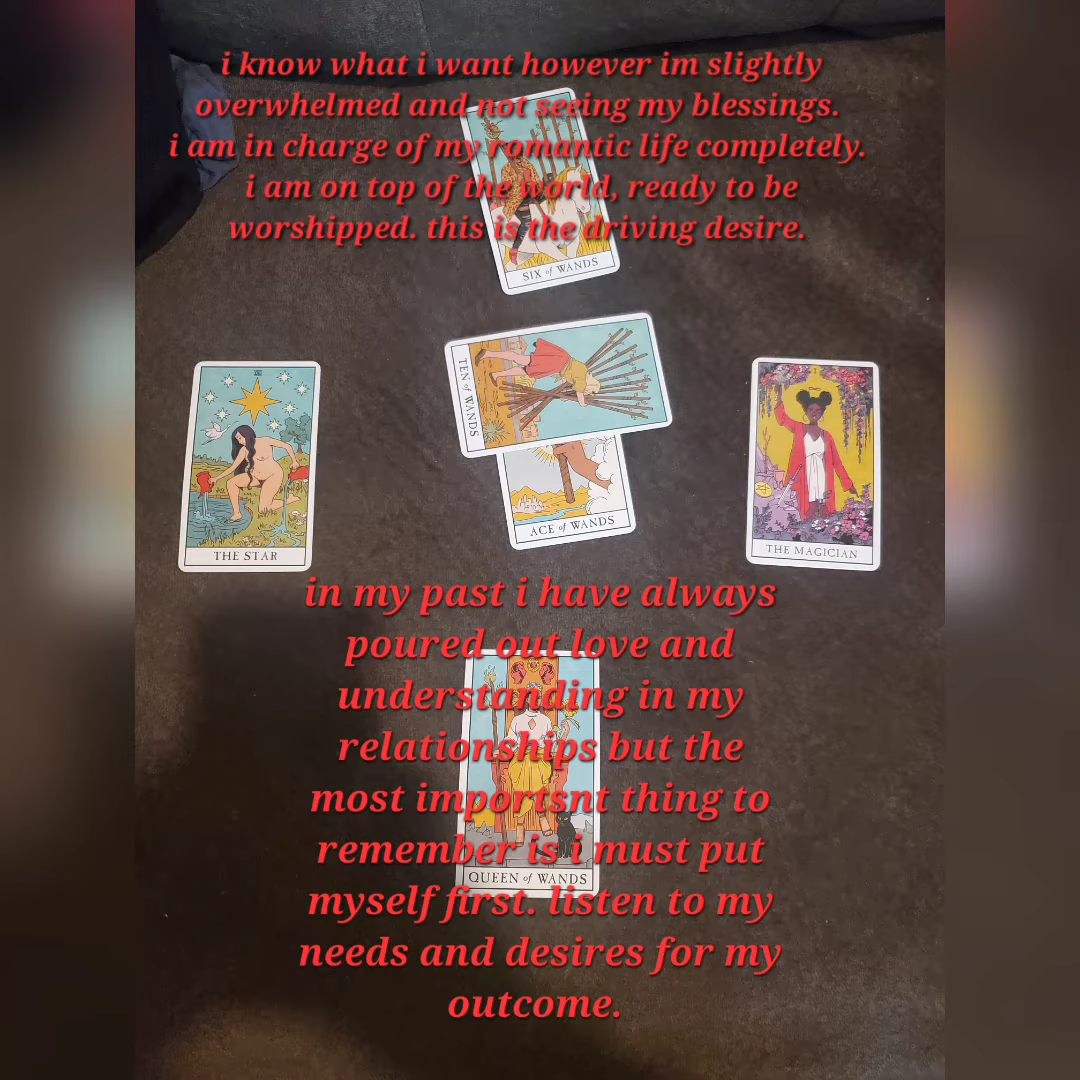 i know what i want however im slightly
overwhelmed and not seeing my blessings.
i am in charge of my romantic life completely.
i am on top of the world, ready to be
worshipped. this is the driving desire.
SIX of WANDS
TEN of WANDS
ACE of WANDS
THE STAR
THE MAGICIAN
in my past i have always
poured out love and
understanding in my
relationships but the
most importsnt thing to
remember is i must put
myself first. listen to my
needs and desires for my
outcome.
QUEEN of WANDS